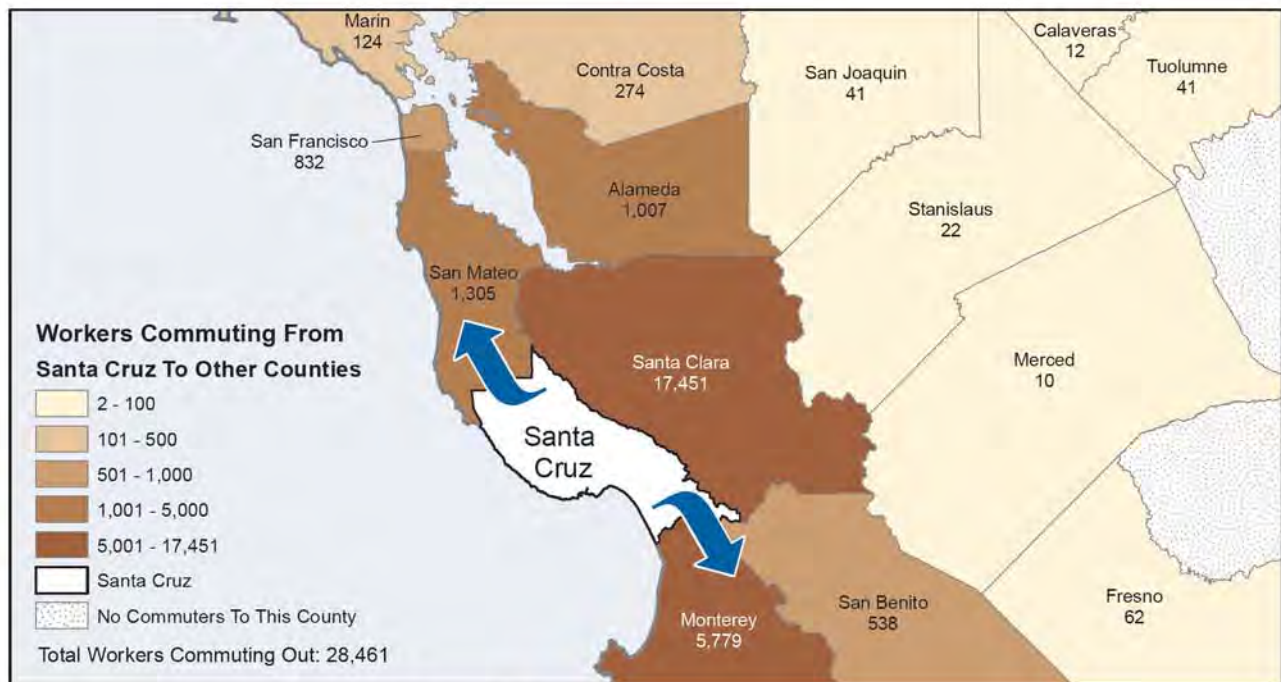 Marin
124
Contra Costa
274
San Joaquin
41
Calaveras
12
Tuolumne
41
San Francisco
832
Alameda
1,007
Stanislaus
22
San Mateo
1,305
Santa Clara
17,451
Merced
10
Santa
Cruz
Monterey
5,779
San Benito
538
Fresno
62
Workers Commuting From
Santa Cruz To Other Counties
2 - 100
101 - 500
501 - 1,000
1,001 - 5,000
5,001 - 17,451
Santa Cruz
No Commuters To This County
Total Workers Commuting Out: 28,461